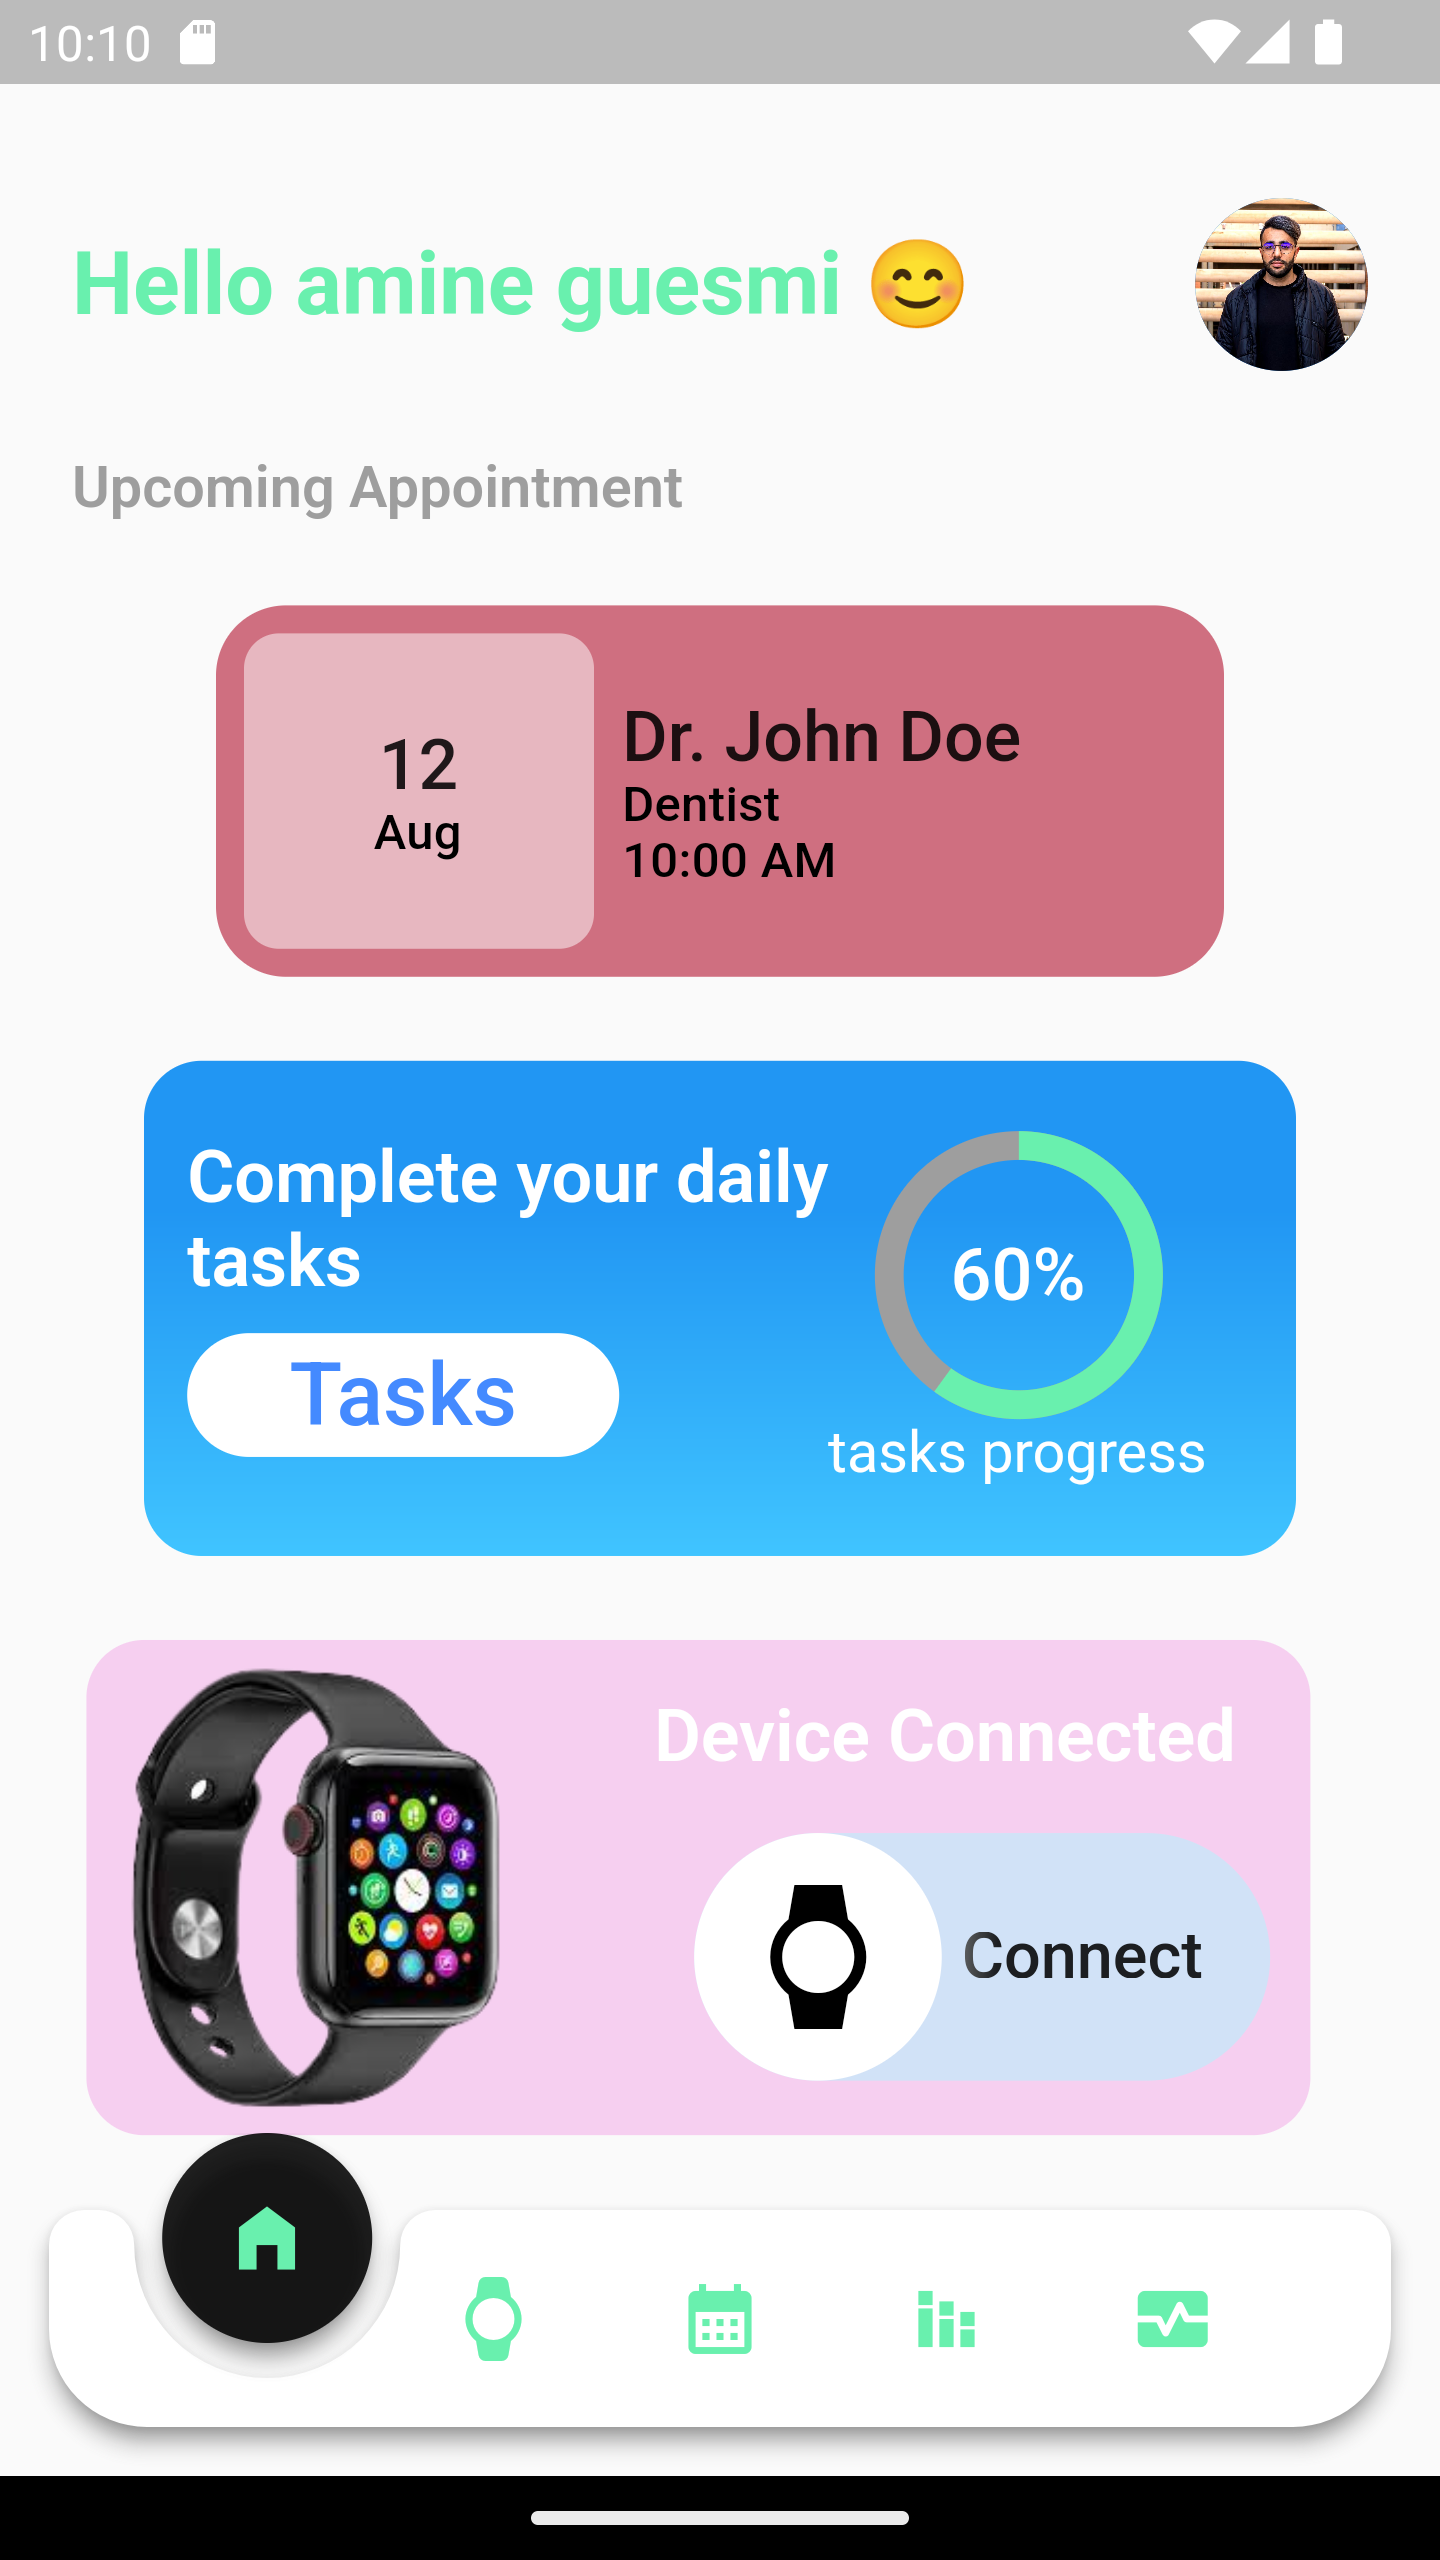 10:10
Hello amine guesmi 😊
Upcoming Appointment
12
Aug
Dr. John Doe
Dentist
10:00 AM
Complete your daily
tasks
Tasks
60%
tasks progress
Device Connected
Connect